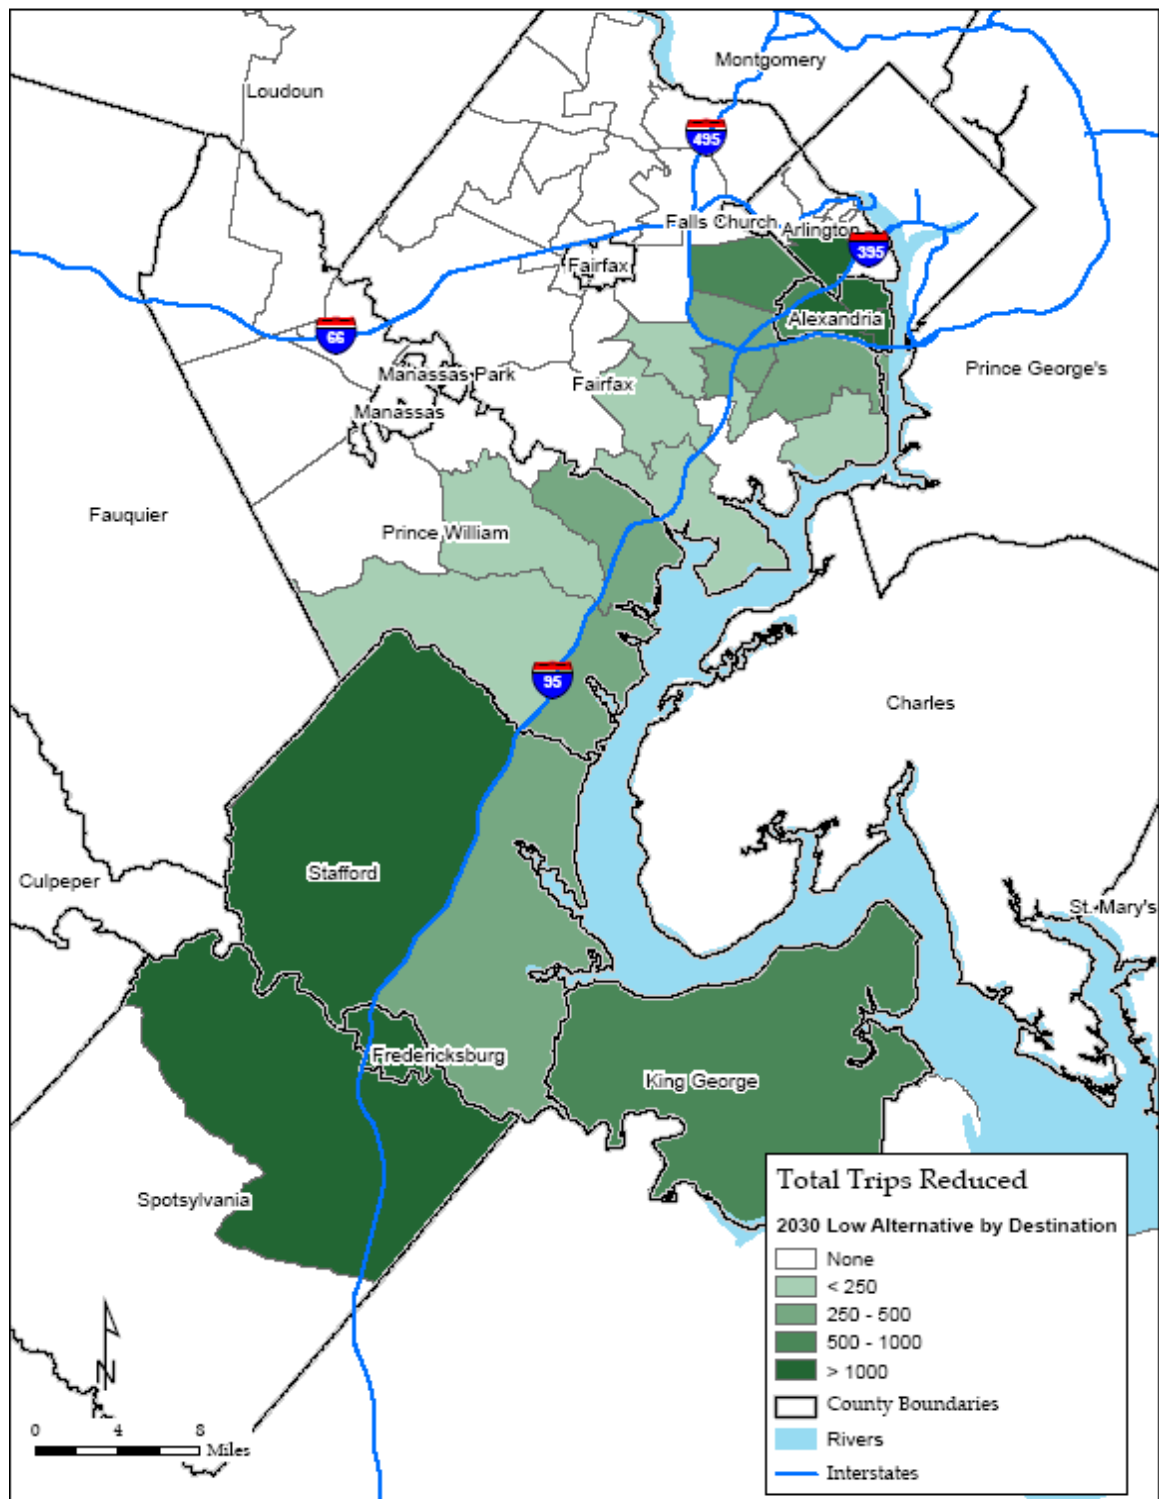 Montgomery
Loudoun
495
Falls Church
Arlington
395
Fairfax
Alexandria
66
Prince George's
Manassas Park
Fairfax
Manassas
Fauquier
Prince William
95
Charles
Stafford
Culpeper
St. Mary's
Fredericksburg
King George
Spotsylvania
Total Trips Reduced
2030 Low Alternative by Destination
None
< 250
250 - 500
500 - 1000
> 1000
County Boundaries
Rivers
Interstates
N
0 4 8
Miles